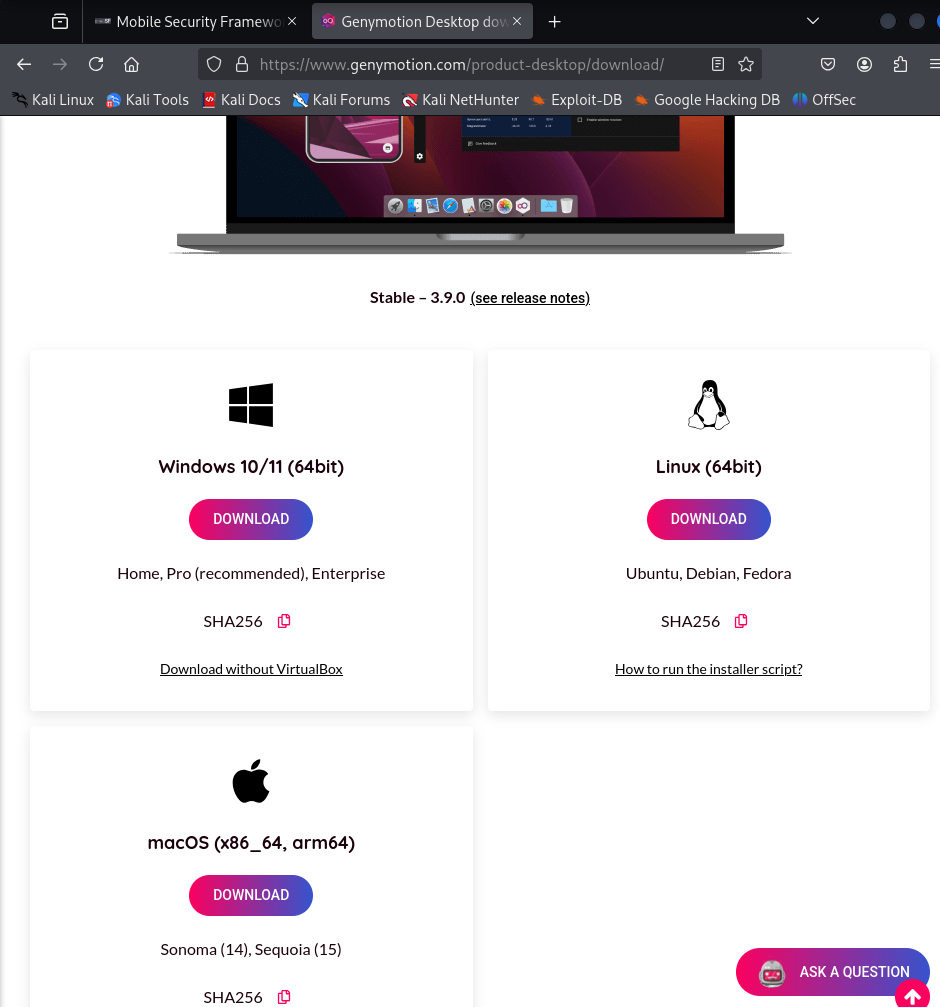 Mobile Security Framewo
Genymotion Desktop dow
https://www.genymotion.com/product-desktop/download/
Kali Linux Kali Tools Kali Docs Kali Forums Kali NetHunter Exploit-DB Google Hacking DB OffSec
Stable – 3.9.0 (see release notes)
Windows 10/11 (64bit)
DOWNLOAD
Home, Pro (recommended), Enterprise
SHA256
Download without VirtualBox
Linux (64bit)
DOWNLOAD
Ubuntu, Debian, Fedora
SHA256
How to run the installer script?
macOS (x86_64, arm64)
DOWNLOAD
Sonoma (14), Sequoia (15)
SHA256
ASK A QUESTION